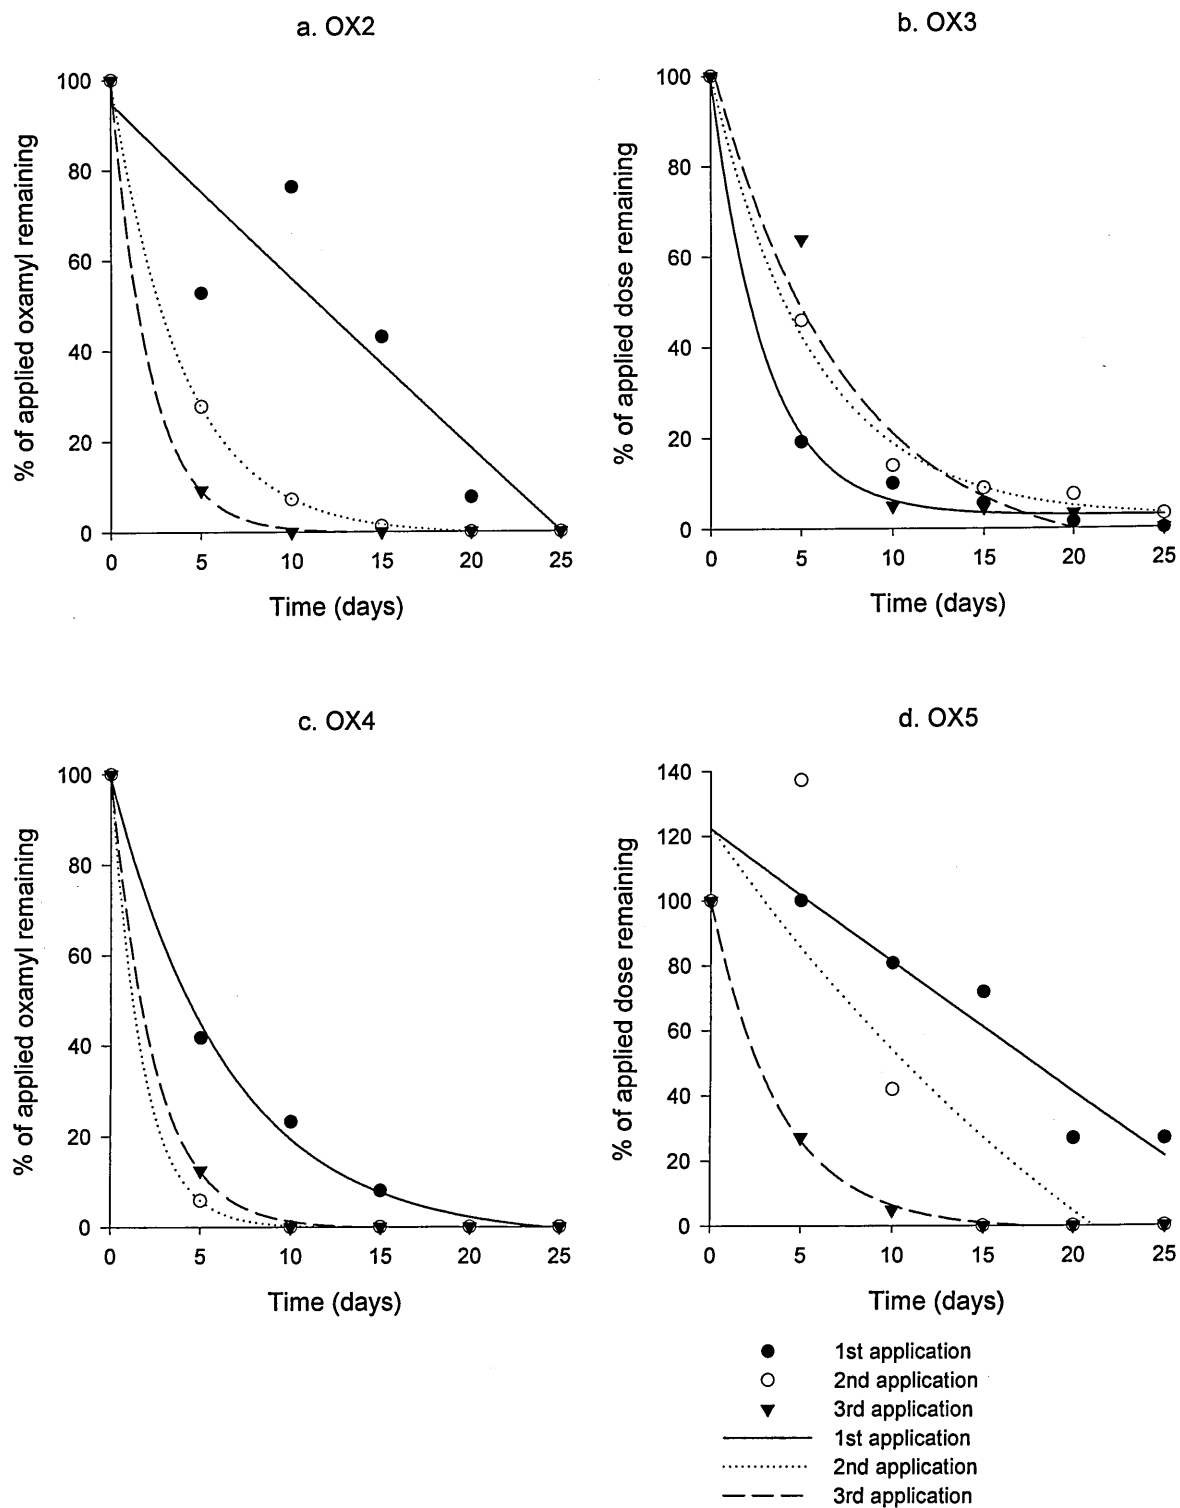 a. OX2
% of applied oxamyl remaining
100
80
60
40
20
0
0 5 10 15 20 25
Time (days)
b. OX3
% of applied dose remaining
100
80
60
40
20
0
0 5 10 15 20 25
Time (days)
c. OX4
% of applied oxamyl remaining
100
80
60
40
20
0
0 5 10 15 20 25
Time (days)
d. OX5
% of applied dose remaining
140
120
100
80
60
40
20
0
0 5 10 15 20 25
Time (days)
1st application
2nd application
3rd application
1st application
2nd application
3rd application